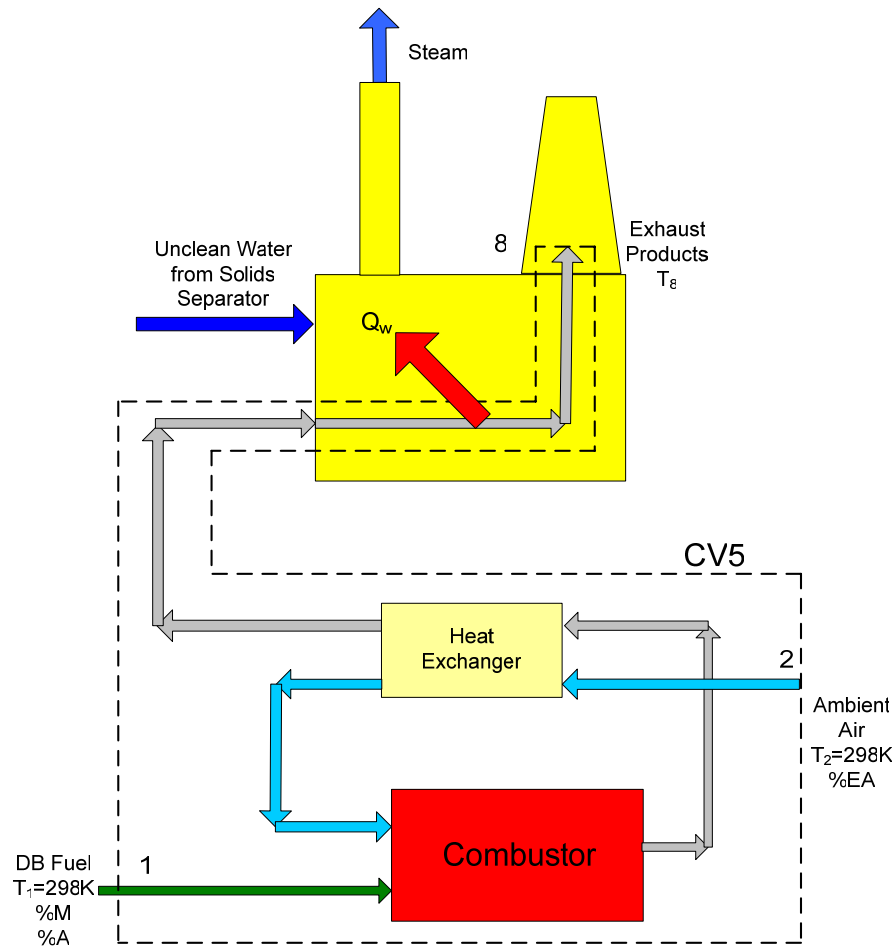 Steam
8
Exhaust
Products
T₈
Unclean Water
from Solids
Separator
Qw
CV5
Heat
Exchanger
2
Ambient
Air
T₂=298K
%EA
Combustor
1
DB Fuel
T₁=298K
%M
%A